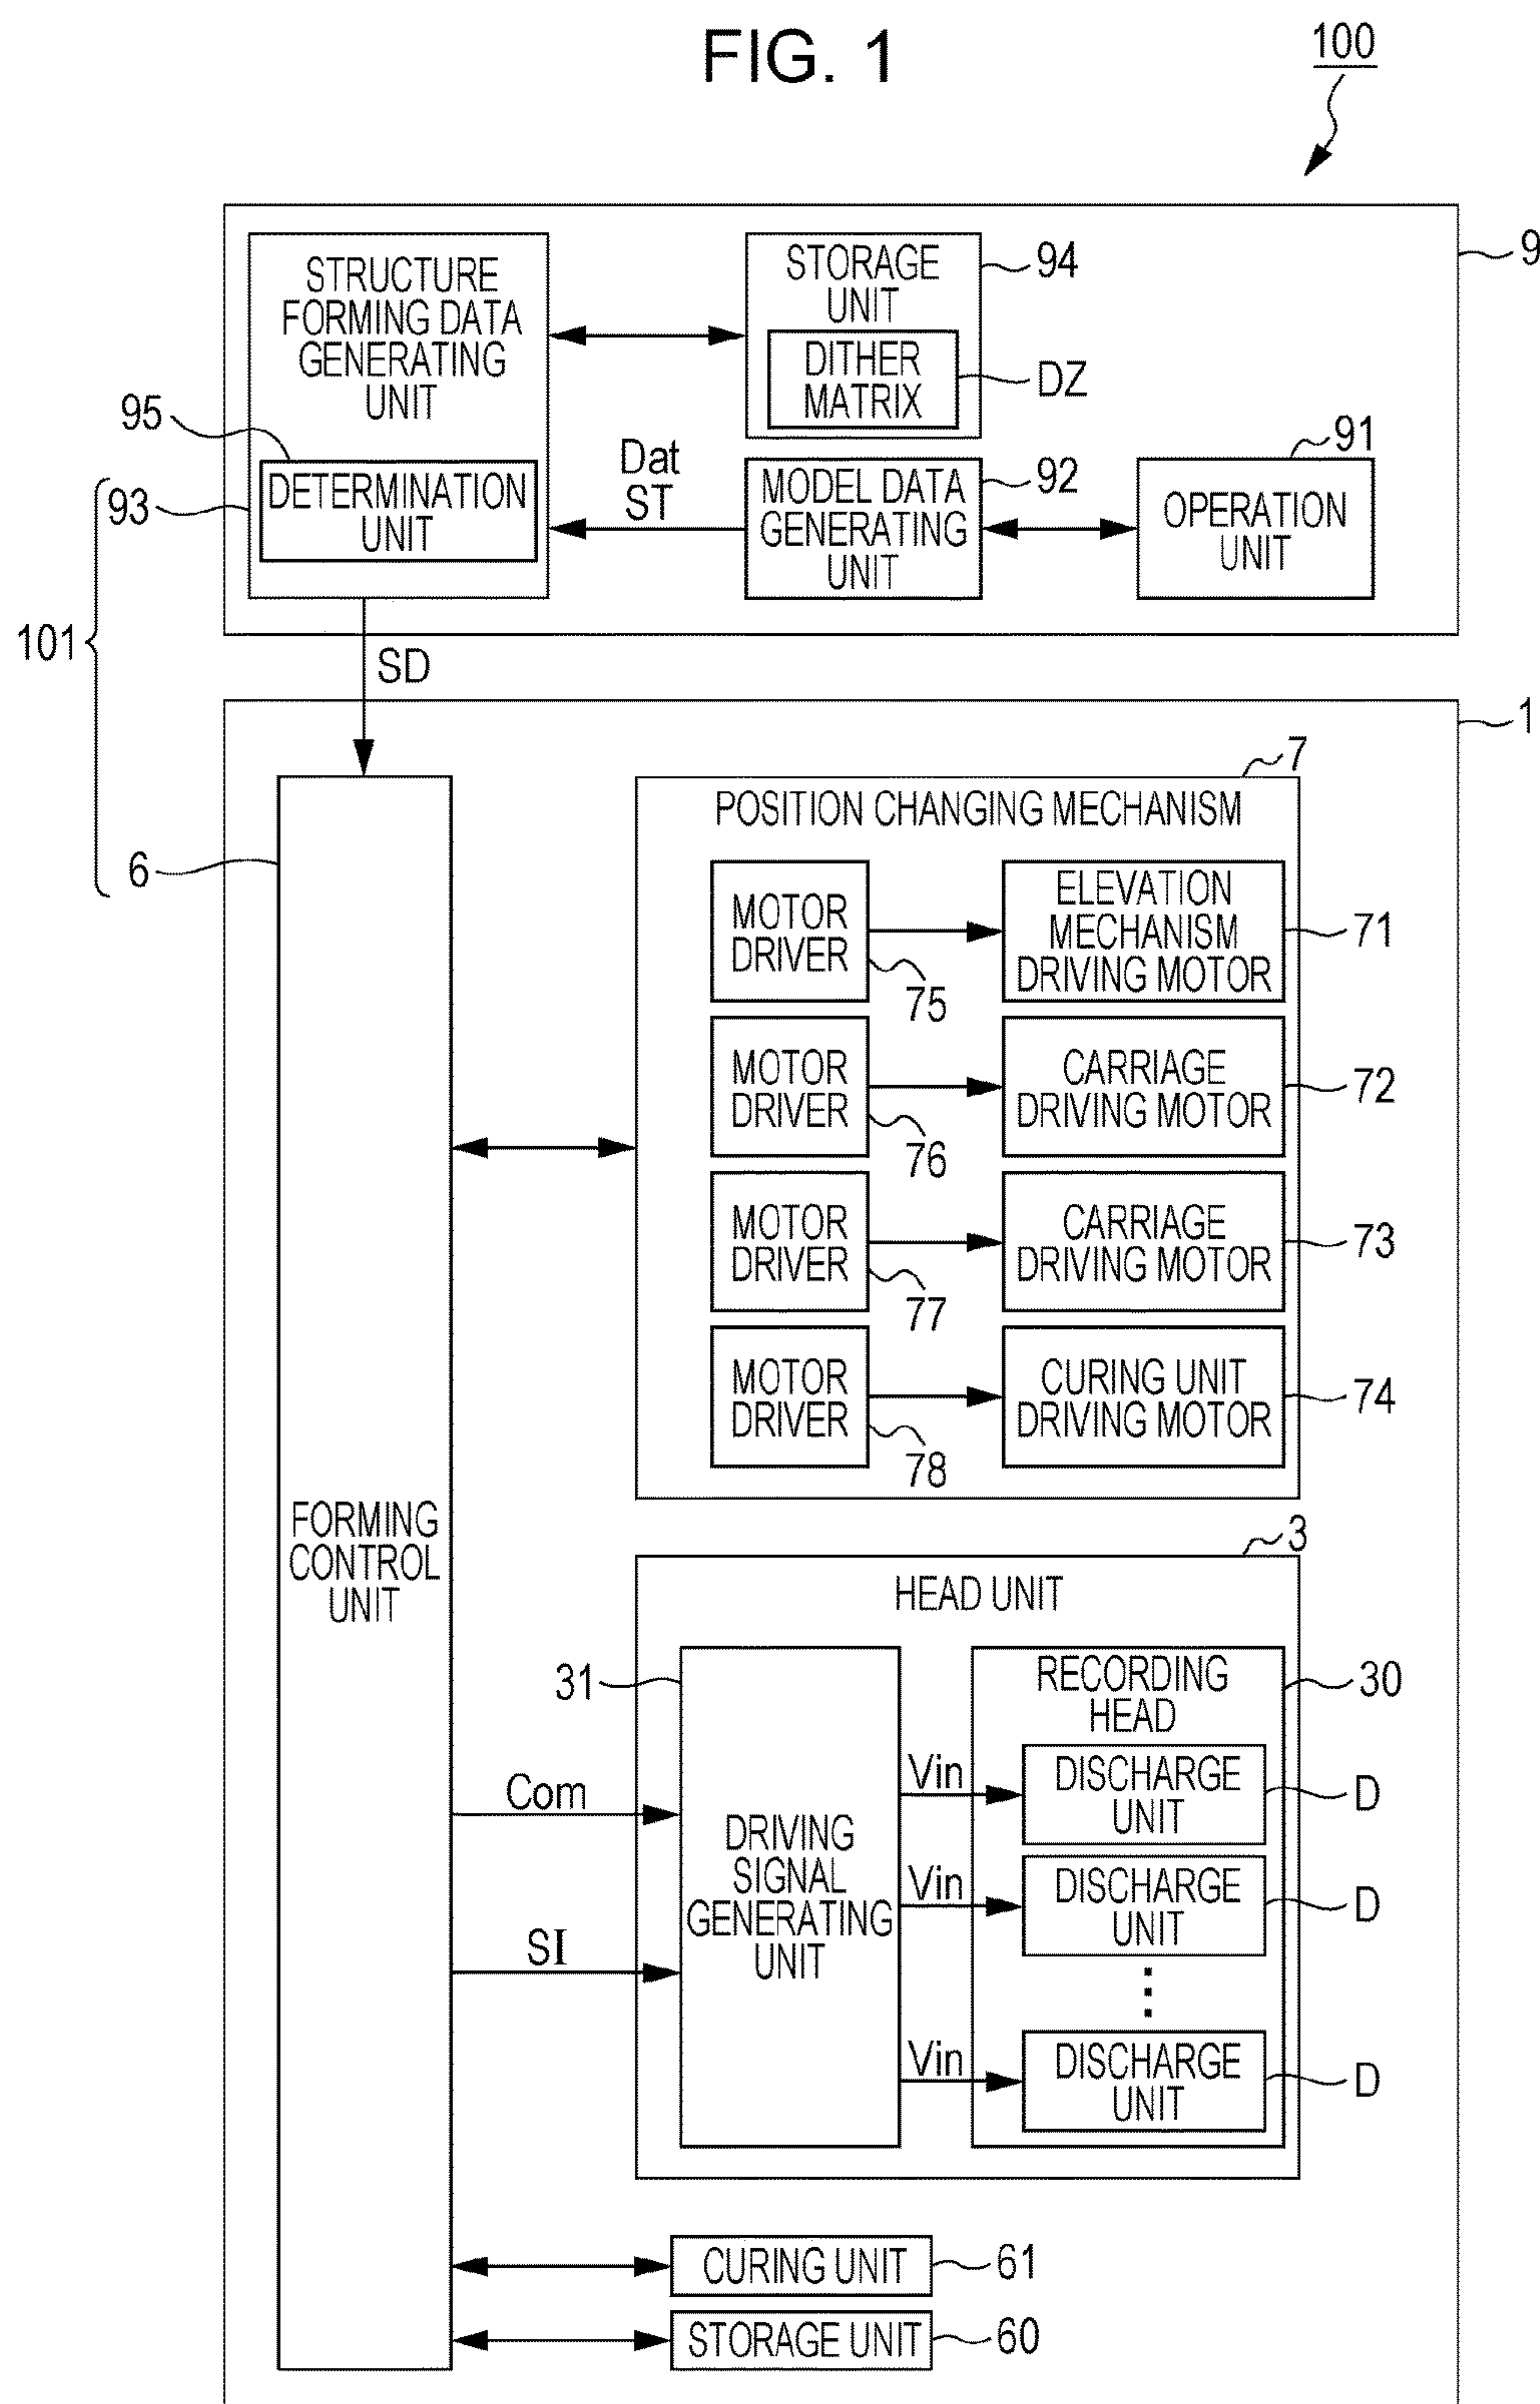 FIG. 1
100
9
STRUCTURE
FORMING DATA
GENERATING
UNIT
STORAGE
UNIT
94
DITHER
MATRIX
DZ
95
DETERMINATION
UNIT
93
Dat
ST
MODEL DATA
GENERATING
UNIT
92
91
OPERATION
UNIT
101
SD
1
7
POSITION CHANGING MECHANISM
6
MOTOR
DRIVER
75
ELEVATION
MECHANISM
DRIVING MOTOR
71
MOTOR
DRIVER
76
CARRIAGE
DRIVING MOTOR
72
MOTOR
DRIVER
77
CARRIAGE
DRIVING MOTOR
73
MOTOR
DRIVER
78
CURING UNIT
DRIVING MOTOR
74
FORMING
CONTROL
UNIT
3
HEAD UNIT
31
RECORDING
HEAD
30
Com
SI
DRIVING
SIGNAL
GENERATING
UNIT
Vin
DISCHARGE
UNIT
D
Vin
DISCHARGE
UNIT
D
Vin
DISCHARGE
UNIT
D
CURING UNIT
61
STORAGE UNIT
60